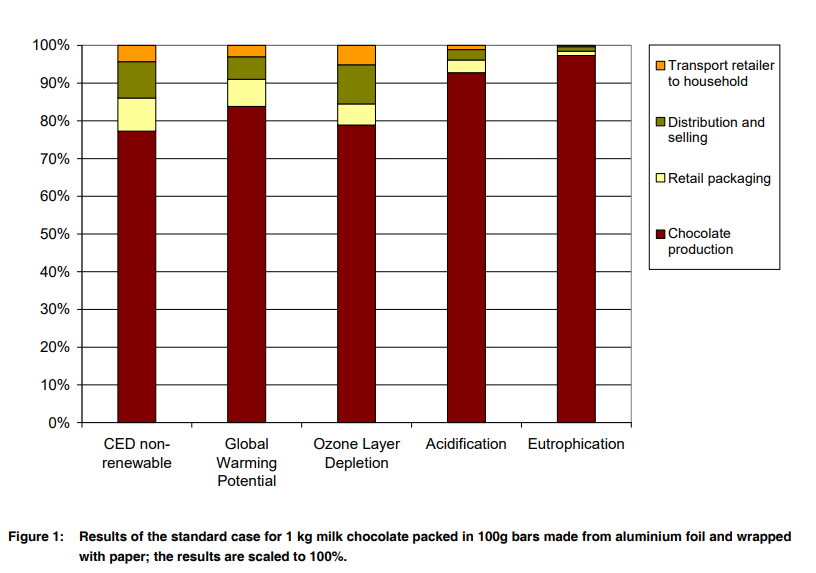 100%
90%
80%
70%
60%
50%
40%
30%
20%
10%
0%
CED non-
renewable
Global
Warming
Potential
Ozone Layer
Depletion
Acidification
Eutrophication
Transport retailer
to household
Distribution and
selling
Retail packaging
Chocolate
production
Figure 1: Results of the standard case for 1 kg milk chocolate packed in 100g bars made from aluminium foil and wrapped
with paper; the results are scaled to 100%.